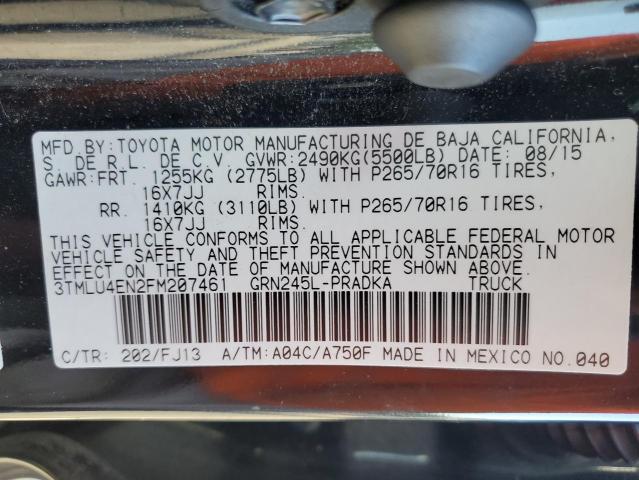 MFD.BY:TOYOTA MOTOR MANUFACTURING DE BAJA CALIFORNIA,
S. DE R.L. DE C.V. GVWR:2490KG(5500LB) DATE: 08/15
GAWR:FRT. 1255KG (2775LB) WITH P265/70R16 TIRES,
16X7JJ RIMS.
RR. 1410KG (3110LB) WITH P265/70R16 TIRES,
16X7JJ RIMS.
THIS VEHICLE CONFORMS TO ALL APPLICABLE FEDERAL MOTOR
VEHICLE SAFETY AND THEFT PREVENTION STANDARDS IN
EFFECT ON THE DATE OF MANUFACTURE SHOWN ABOVE.
3TMLU4EN2FM207461 GRN245L-PRADKA TRUCK
C/TR: 202/FJ13 A/TM:A04C/A750F MADE IN MEXICO NO.040